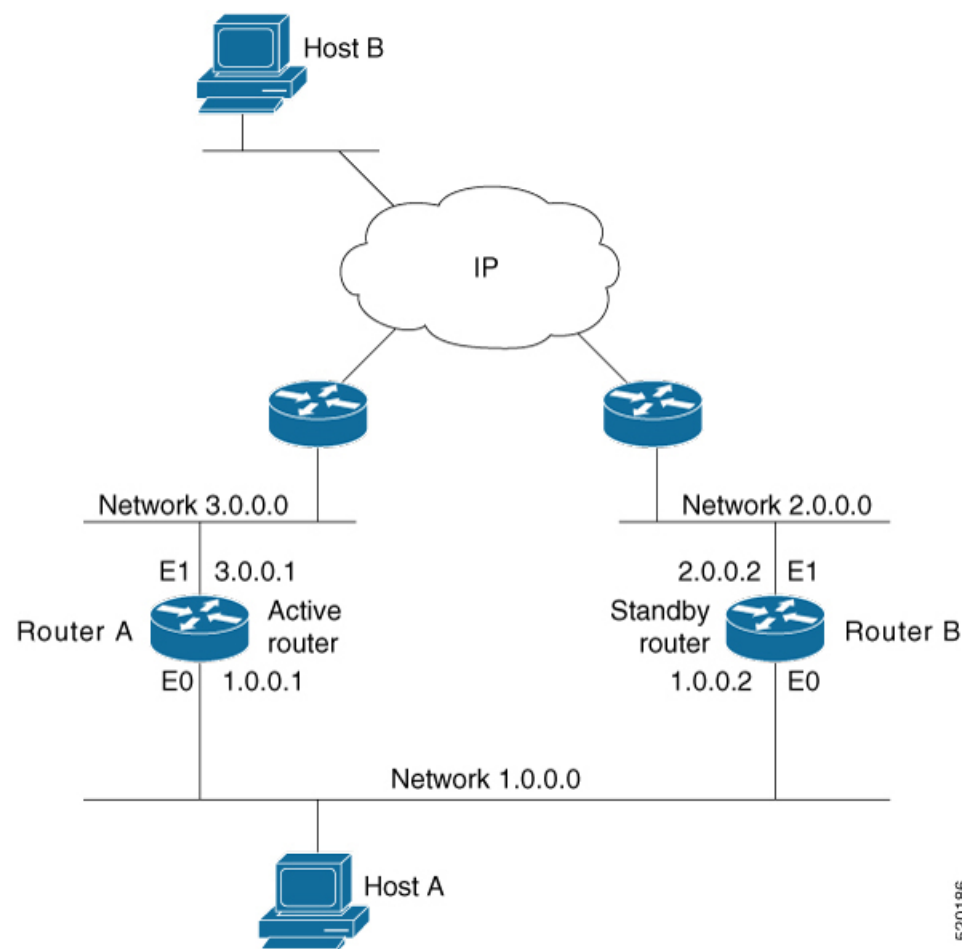 Host B
IP
Network 3.0.0.0
Network 2.0.0.0
E1 3.0.0.1
2.0.0.2 E1
Router A
Active
router
Standby
router
Router B
E0 1.0.0.1
1.0.0.2 E0
Network 1.0.0.0
Host A
520186